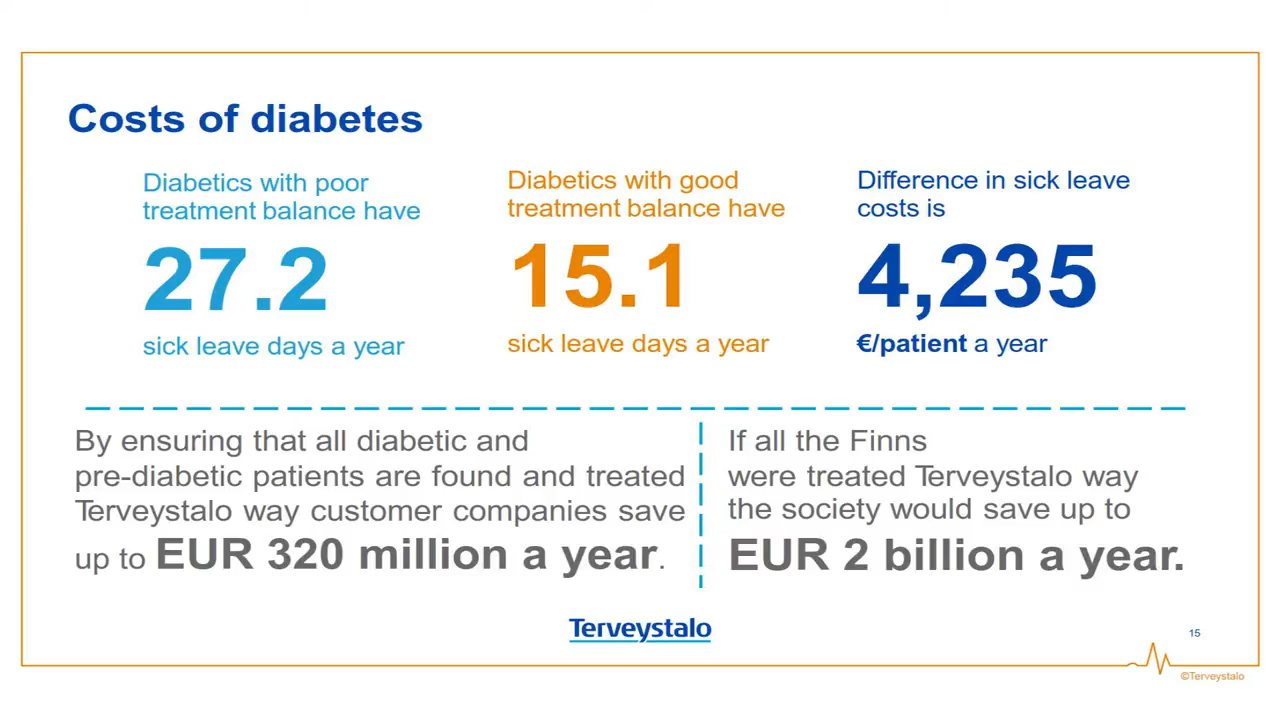 Costs of diabetes
Diabetics with poor
treatment balance have
27.2
sick leave days a year
Diabetics with good
treatment balance have
15.1
sick leave days a year
Difference in sick leave
costs is
4,235
€/patient a year
By ensuring that all diabetic and
pre-diabetic patients are found and treated
Terveystalo way customer companies save
up to EUR 320 million a year.
If all the Finns
were treated Terveystalo way
the society would save up to
EUR 2 billion a year.
Terveystalo
15
©Terveystalo